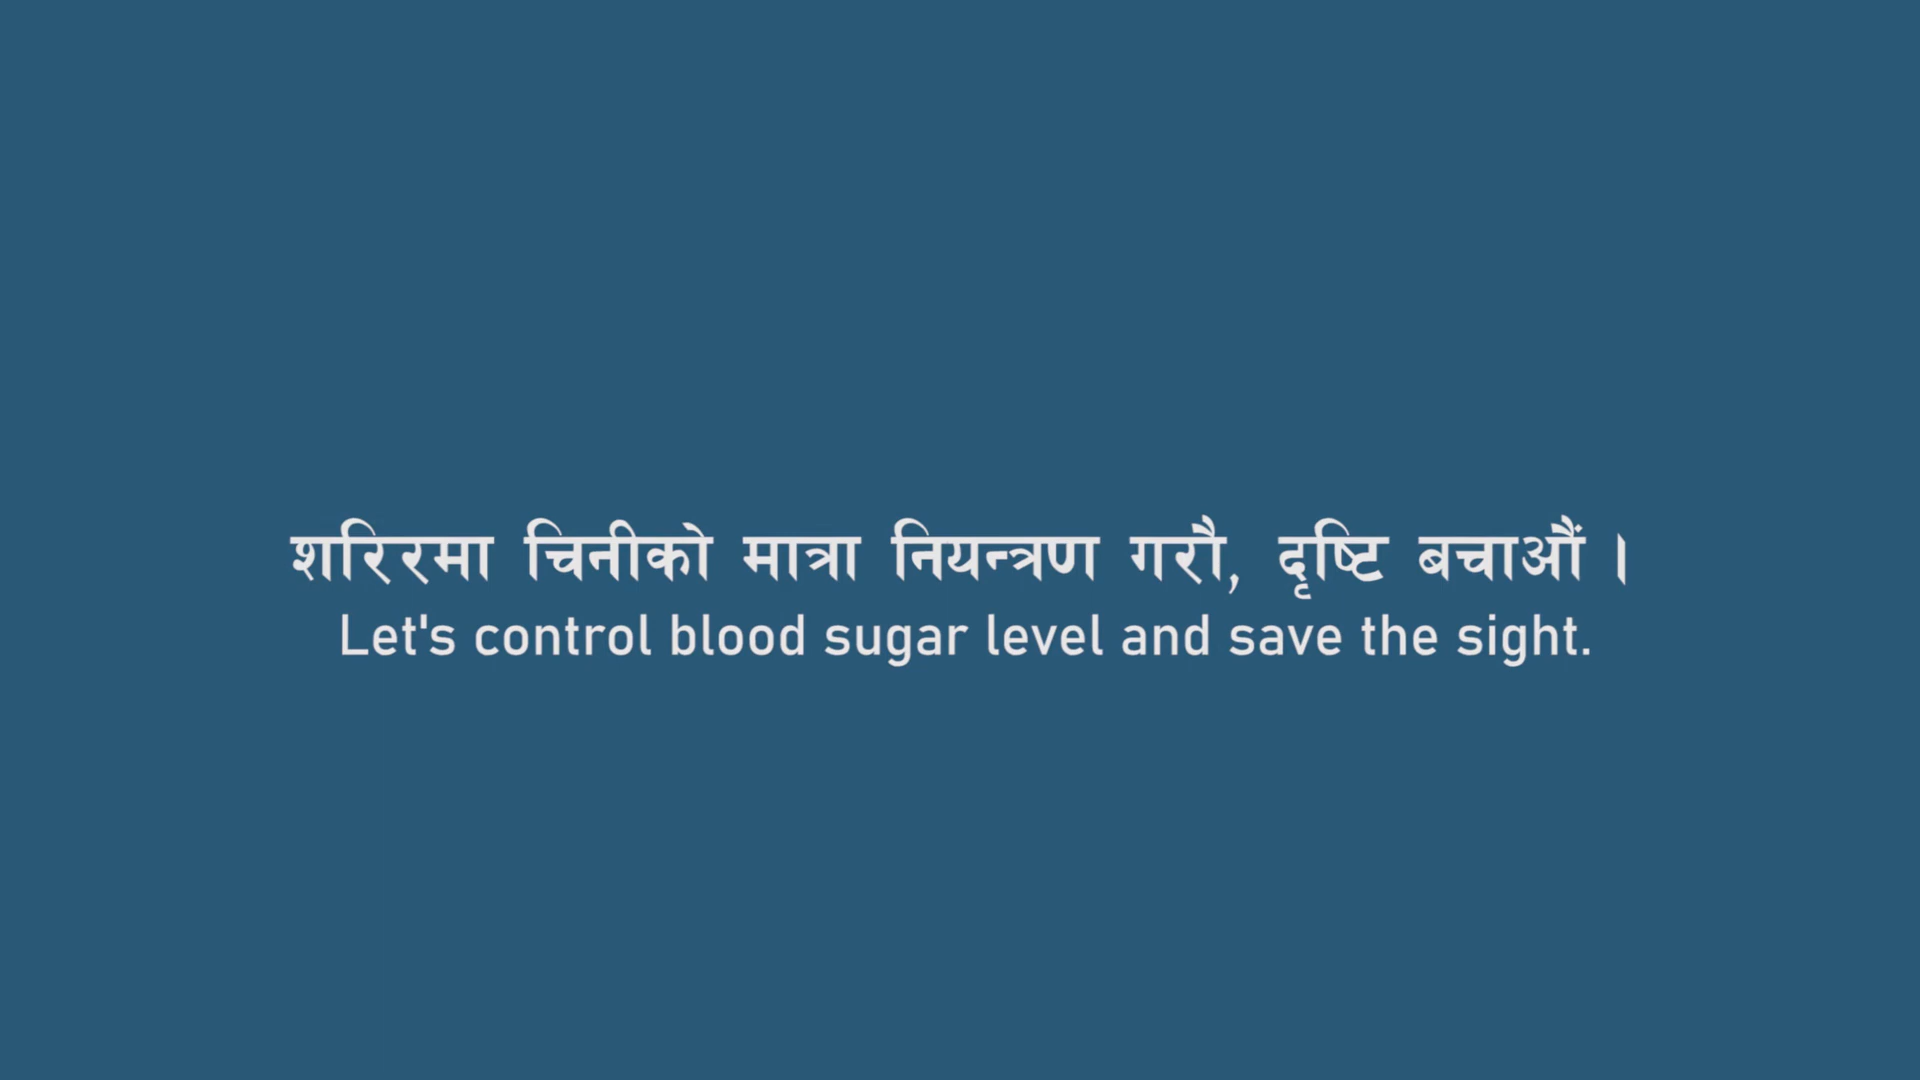 शरिरमा चिनीको मात्रा नियन्त्रण गरौ, दृष्टि बचाऔं ।
Let's control blood sugar level and save the sight.